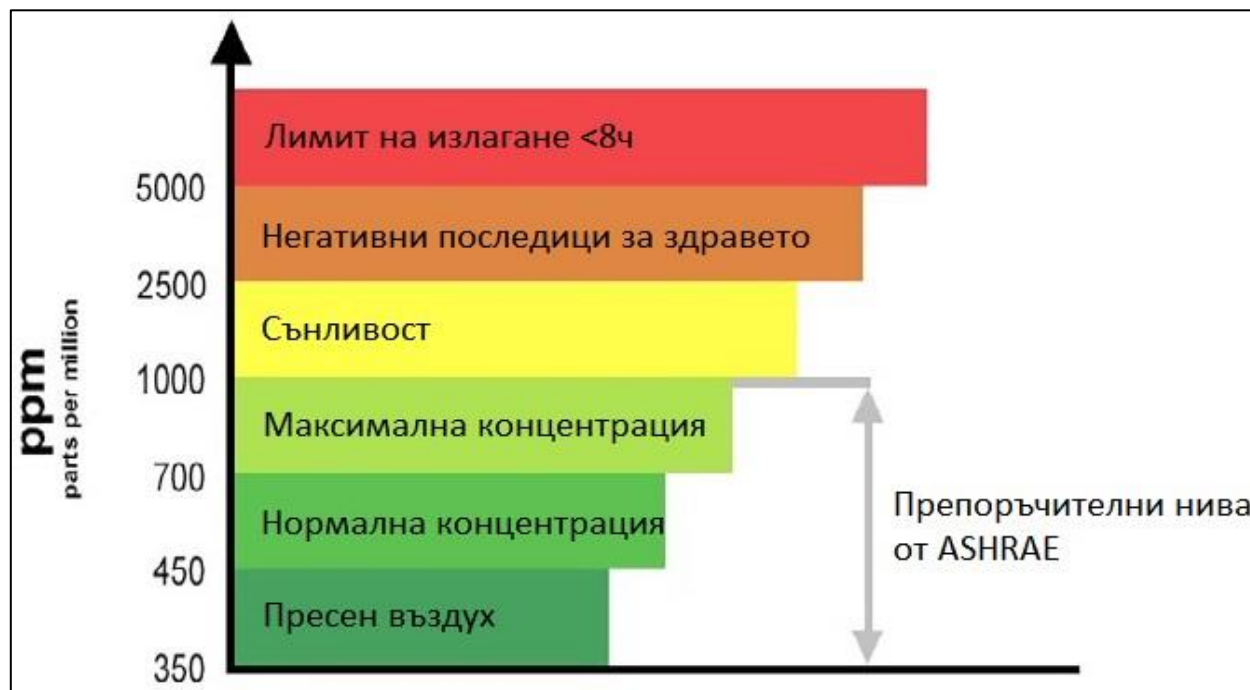 Лимит на излагане <8ч
5000
Негативни последици за здравето
2500
Сънливост
1000
Максимална концентрация
700
Нормална концентрация
450
Пресен въздух
350
ppm
parts per million
Препоръчителни нива
от ASHRAE